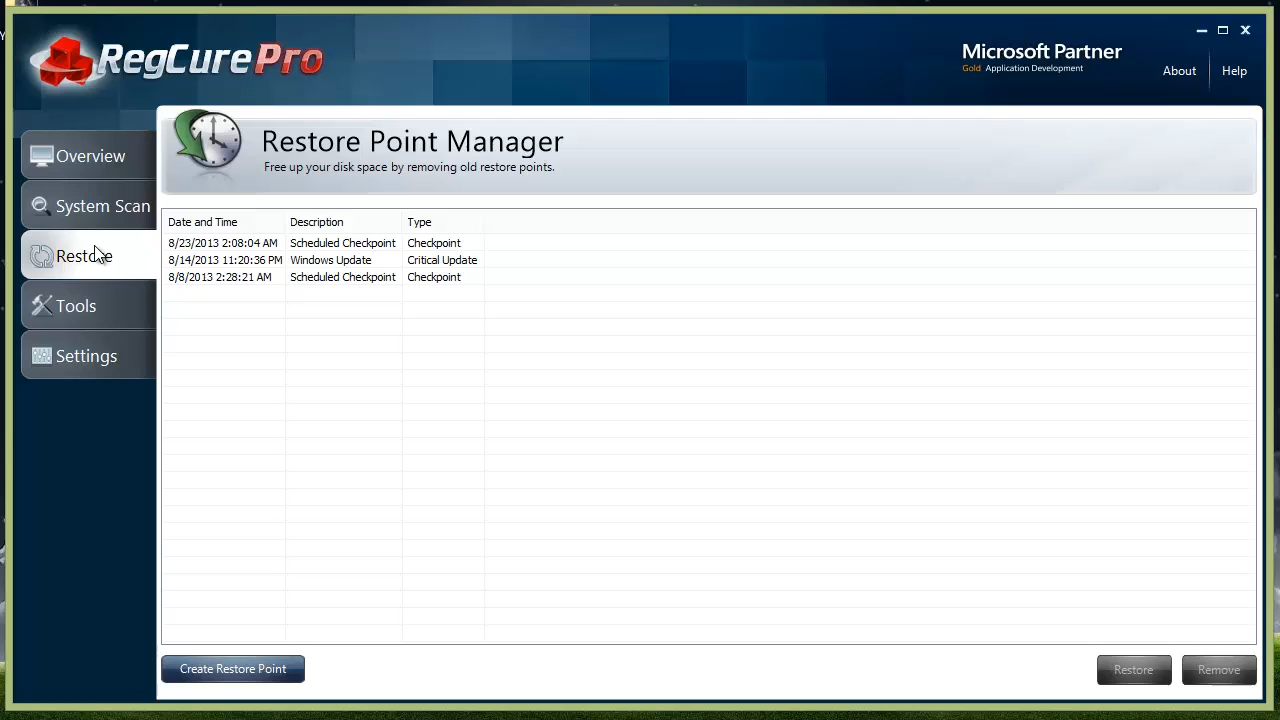 RegCure Pro
Microsoft Partner
Gold Application Development
About
Help
Overview
System Scan
Restore
Tools
Settings
Restore Point Manager
Free up your disk space by removing old restore points.
Date and Time Description Type
8/23/2013 2:08:04 AM Scheduled Checkpoint Checkpoint
8/14/2013 11:20:36 PM Windows Update Critical Update
8/8/2013 2:28:21 AM Scheduled Checkpoint Checkpoint
Create Restore Point
Restore
Remove